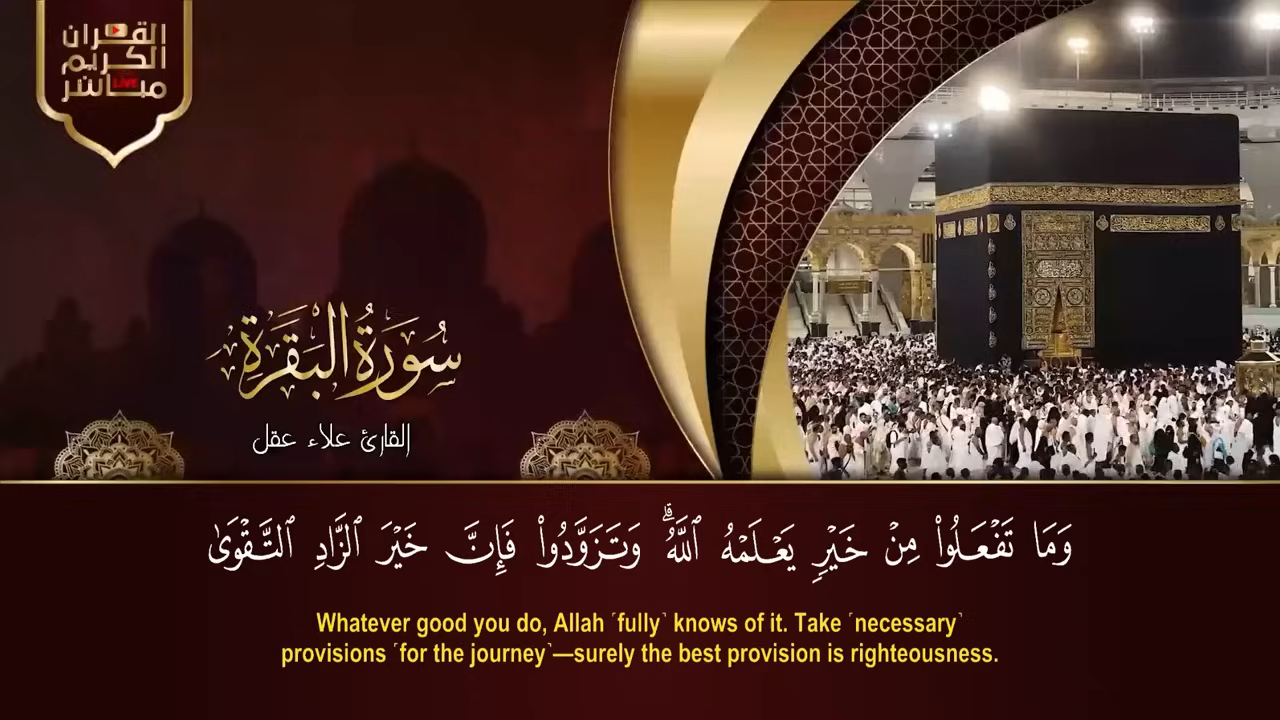 القرآن
الكريم
مباشر
LIVE
سُورَةُ البَقَرَةِ
القارئ علاء عقل
وَمَا تَفْعَلُوا۟ مِنْ خَيْرٍۢ يَعْلَمْهُ ٱللَّهُ ۗ وَتَزَوَّدُوا۟ فَإِنَّ خَيْرَ ٱلزَّادِ ٱلتَّقْوَىٰ
Whatever good you do, Allah ˹fully˺ knows of it. Take ˹necessary˺
provisions ˹for the journey˺—surely the best provision is righteousness.